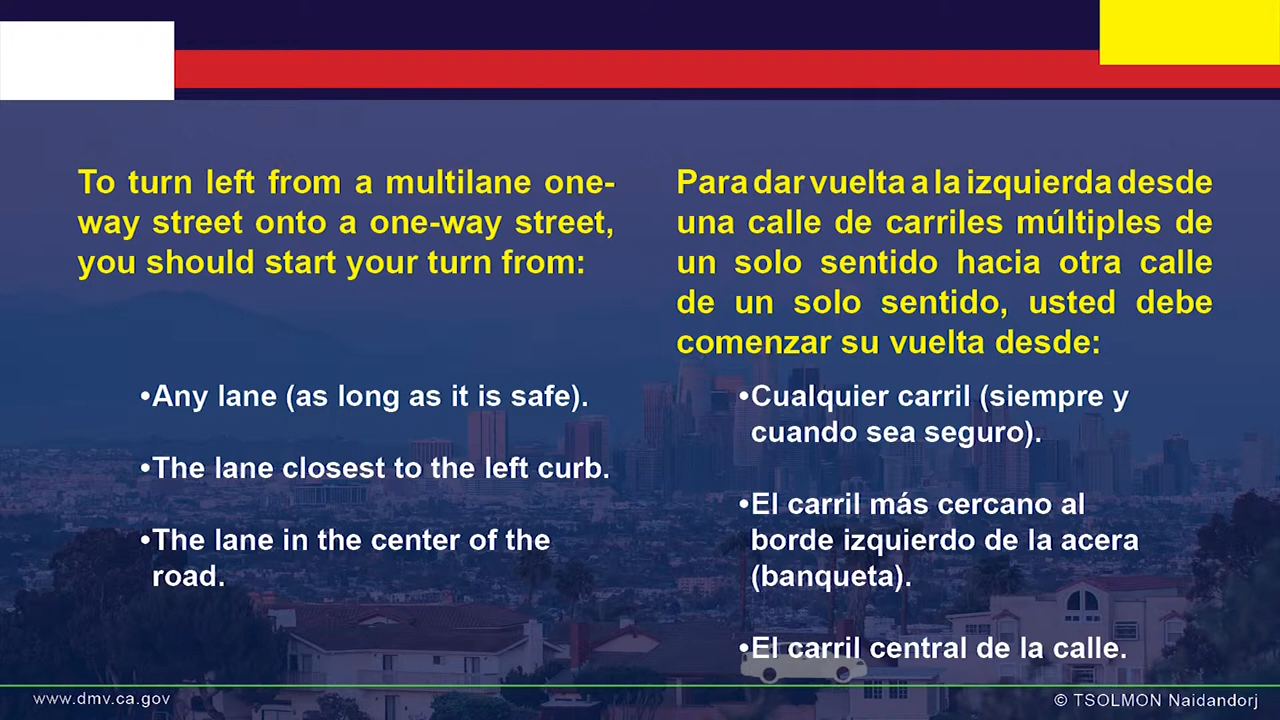 To turn left from a multilane one-
way street onto a one-way street,
you should start your turn from:
•Any lane (as long as it is safe).
•The lane closest to the left curb.
•The lane in the center of the
road.
Para dar vuelta a la izquierda desde
una calle de carriles múltiples de
un solo sentido hacia otra calle
de un solo sentido, usted debe
comenzar su vuelta desde:
•Cualquier carril (siempre y
cuando sea seguro).
•El carril más cercano al
borde izquierdo de la acera
(banqueta).
•El carril central de la calle.
www.dmv.ca.gov
© TSOLMON Naidandorj